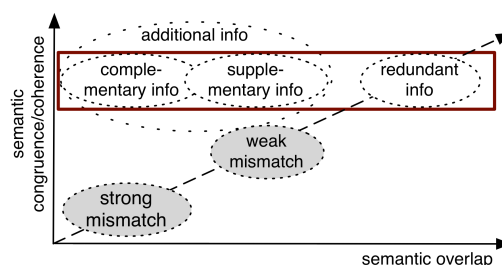 additional info
comple-
mentary info
supple-
mentary info
redundant
info
semantic
congruence/coherence
weak
mismatch
strong
mismatch
semantic overlap